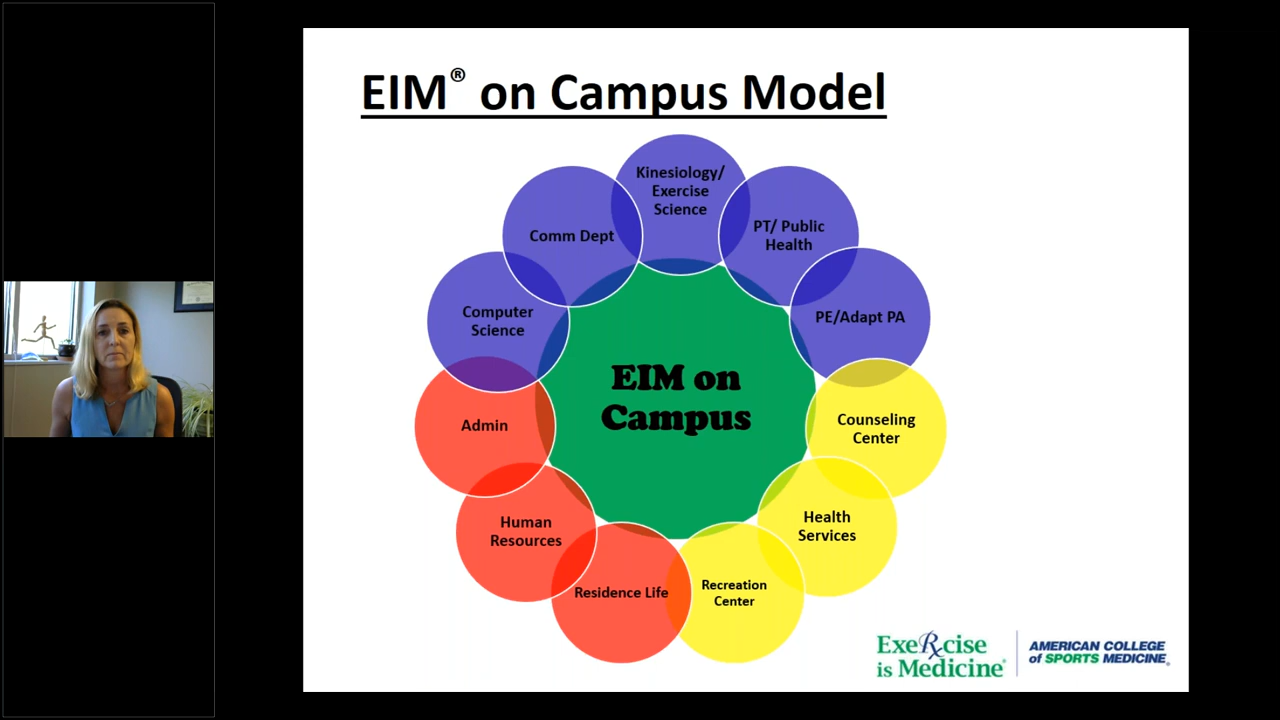 EIM® on Campus Model
Kinesiology/
Exercise
Science
PT/ Public
Health
PE/Adapt PA
Counseling
Center
Health
Services
Recreation
Center
Residence Life
Human
Resources
Admin
Computer
Science
Comm Dept
EIM on
Campus
ExeRxcise
is Medicine®
AMERICAN COLLEGE
of SPORTS MEDICINE®